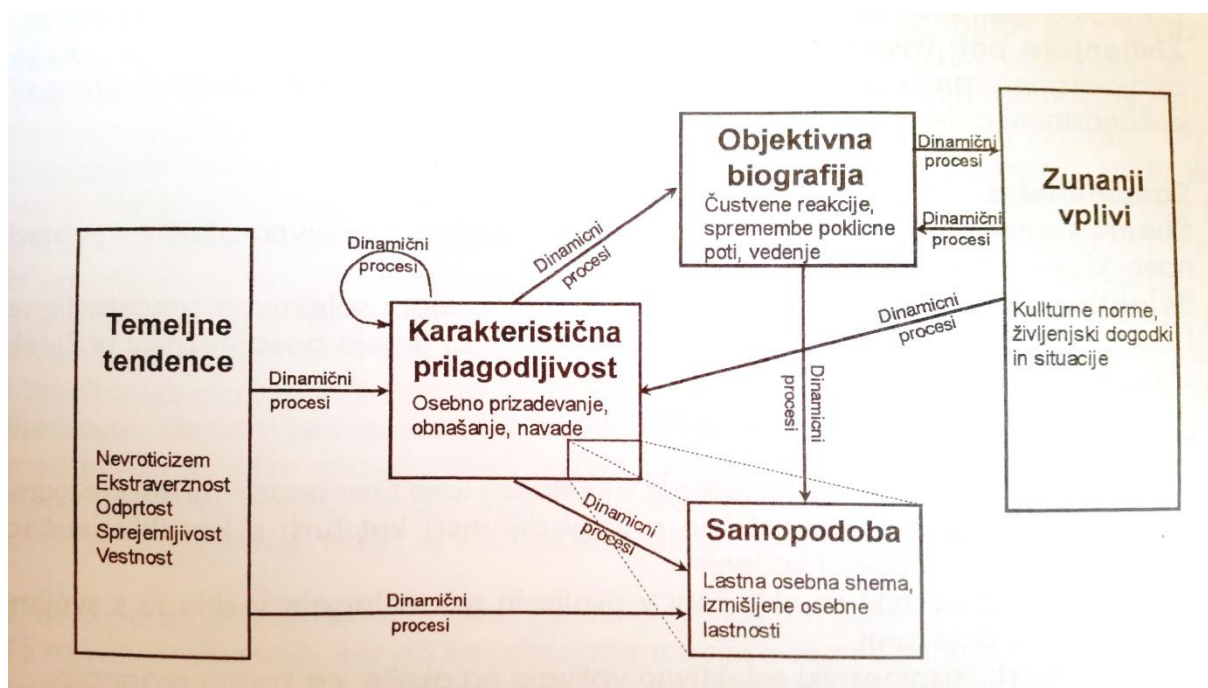 Temeljne
tendence
Nevroticizem
Ekstraverznost
Odprtost
Sprejemljivost
Vestnost
Dinamični
procesi
Dinamični
procesi
Karakteristična
prilagodljivost
Osebno prizadevanje,
obnašanje, navade
Dinamicni
procesi
Objektivna
biografija
Čustvene reakcije,
spremembe poklicne
poti, vedenje
Dinamični
procesi
Dinamični
procesi
Zunanji
vplivi
Kulliturne norme,
življenjski dogodki
in situacije
Dinamicni
procesi
Dinamicni
procesi
Dinamicni
procesi
Dinamični
procesi
Samopodoba
Lastna osebna shema,
izmišljene osebne
lastnosti